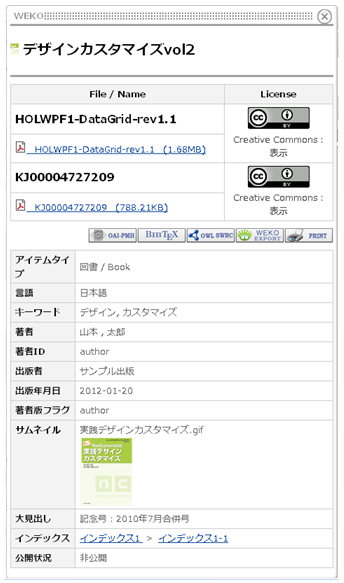 WEKO
デザインカスタマイズvol2
File / Name License
HOLWPF1-DataGrid-rev1.1
HOLWPF1-DataGrid-rev1.1 (1.68MB)
cc BY
Creative Commons :
表示
KJ00004727209
KJ00004727209 (788.21KB)
cc BY
Creative Commons :
表示
OAI-PMH BIBTEX OWL SWRC WEKO EXPORT PRINT
アイテムタイプ 図書 / Book
言語 日本語
キーワード デザイン, カスタマイズ
著者 山本 , 太郎
著者ID author
出版者 サンプル出版
出版年月日 2012-01-20
著者版フラグ author
サムネイル 実践デザインカスタマイズ.gif
NetCommons
実践デザイン
カスタマイズ
nc
大見出し 記念号 : 2010年7月合併号
インデックス インデックス1 > インデックス1-1
公開状況 非公開